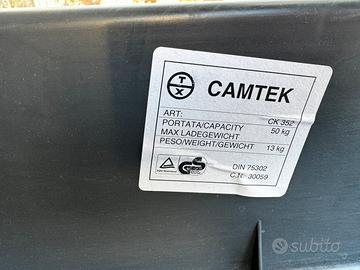 T
X
CAMTEK
ART: CK 352
PORTATA/CAPACITY 50 kg
MAX LADEGEWICHT
PESO/WEIGHT/GEWICHT 13 kg
DIN 75302
C.N. 30059
GS
subito